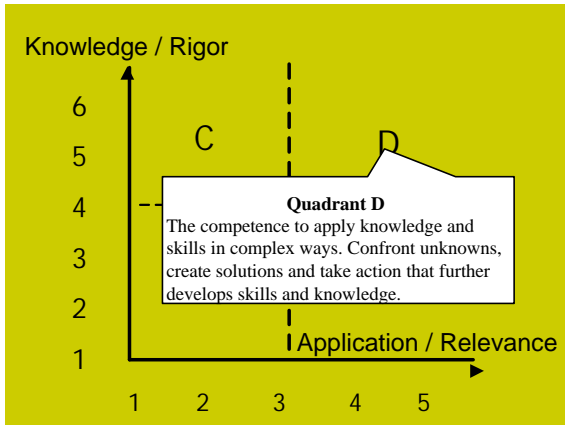 Knowledge / Rigor
6
5
C
D
4
Quadrant D
The competence to apply knowledge and
skills in complex ways. Confront unknowns,
create solutions and take action that further
develops skills and knowledge.
3
2
1
Application / Relevance
1 2 3 4 5